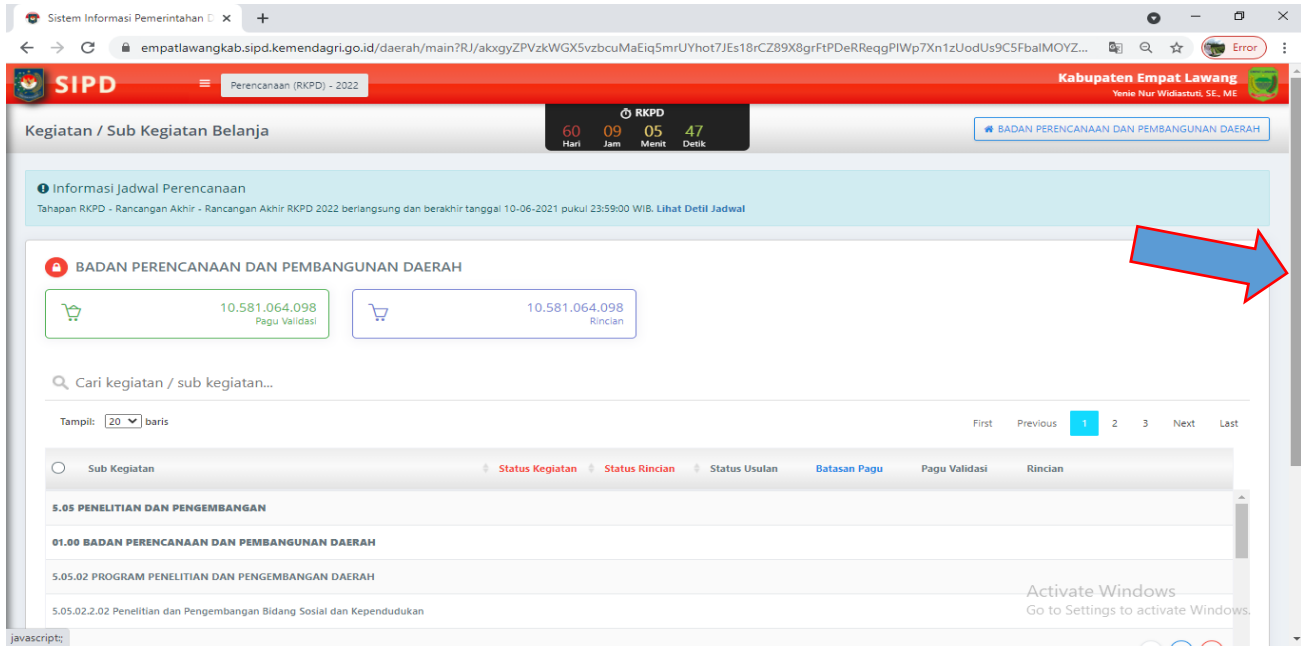 Sistem Informasi Pemerintahan D
empatlawangkab.sipd.kemendagri.go.id/daerah/main?RJ/akxgyZPVzkWGX5vzbcuMaEiq5mrUYhot7JEs18rCZ89X8grFtPDeRReqgPIWp7Xn1zUodUs9C5FbalMOYZ... Error
SIPD
Perencanaan (RKPD) - 2022
Kabupaten Empat Lawang
Yenie Nur Widiastuti, SE., ME
Kegiatan / Sub Kegiatan Belanja
RKPD
60 09 05 47
Hari Jam Menit Detik
BADAN PERENCANAAN DAN PEMBANGUNAN DAERAH
Informasi Jadwal Perencanaan
Tahapan RKPD - Rancangan Akhir - Rancangan Akhir RKPD 2022 berlangsung dan berakhir tanggal 10-06-2021 pukul 23:59:00 WIB. Lihat Detil Jadwal
BADAN PERENCANAAN DAN PEMBANGUNAN DAERAH
10.581.064.098
Pagu Validasi
10.581.064.098
Rincian
Cari kegiatan / sub kegiatan...
Tampil: 20 baris
First Previous 1 2 3 Next Last
Sub Kegiatan Status Kegiatan Status Rincian Status Usulan Batasan Pagu Pagu Validasi Rincian
5.05 PENELITIAN DAN PENGEMBANGAN
01.00 BADAN PERENCANAAN DAN PEMBANGUNAN DAERAH
5.05.02 PROGRAM PENELITIAN DAN PENGEMBANGAN DAERAH
5.05.02.2.02 Penelitian dan Pengembangan Bidang Sosial dan Kependudukan
Activate Windows
Go to Settings to activate Windows.
javascript:;